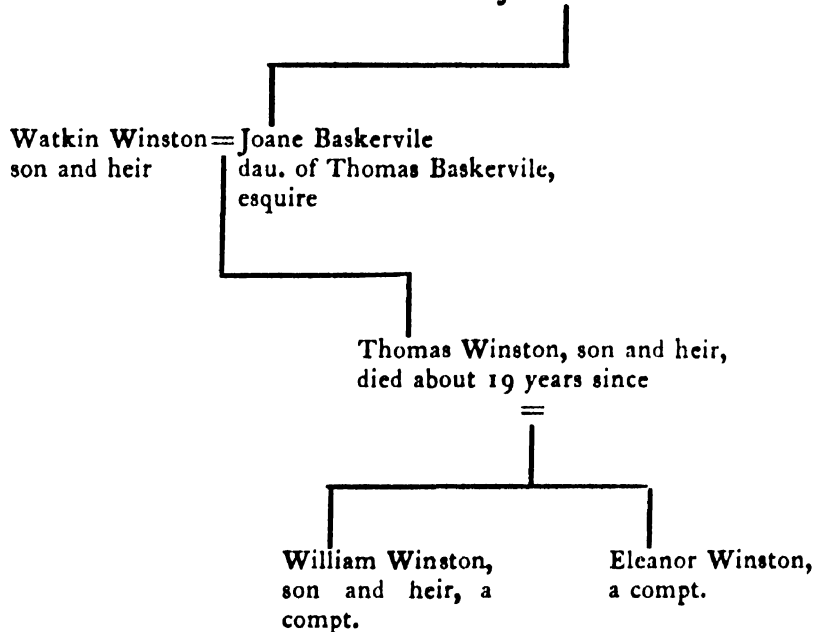 Watkin Winston = Joane Baskervile
son and heir
dau. of Thomas Baskervile,
esquire
Thomas Winston, son and heir,
died about 19 years since
=
William Winston,
son and heir, a
compt.
Eleanor Winston,
a compt.